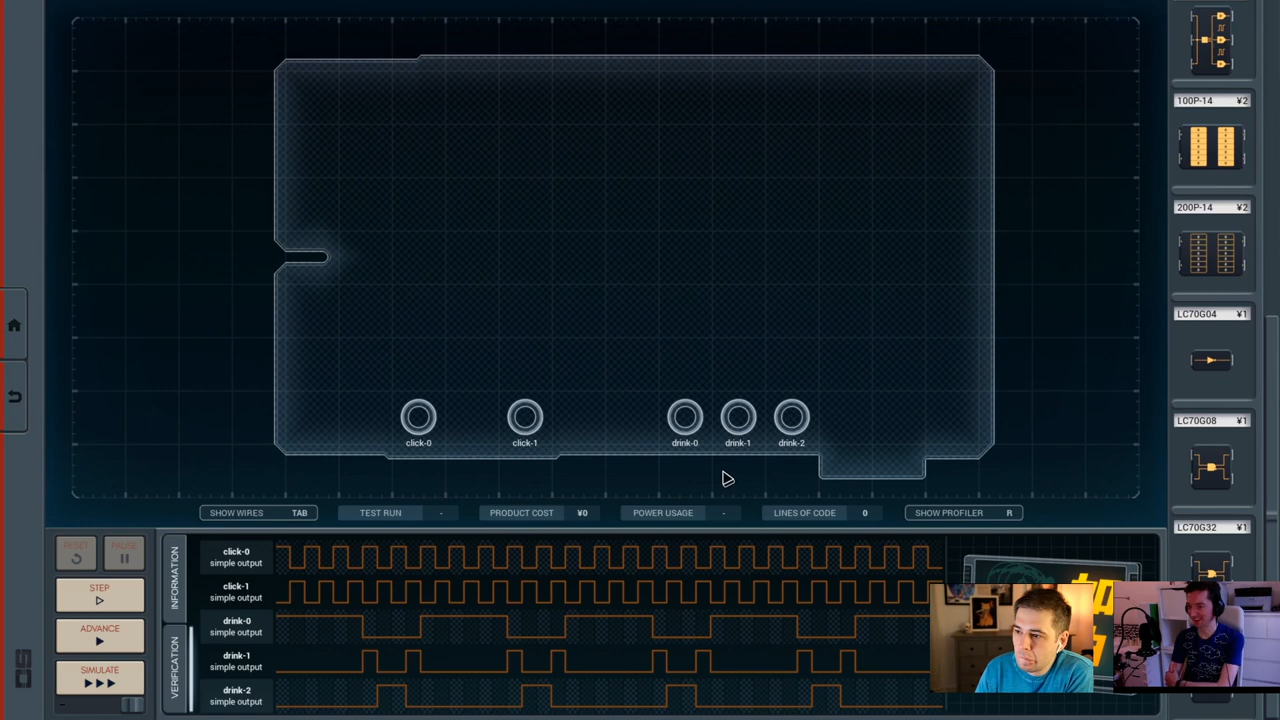 100P-14 ¥2
200P-14 ¥2
LC70G04 ¥1
LC70G08 ¥1
LC70G32 ¥1
click-0
click-1
drink-0
drink-1
drink-2
SHOW WIRES TAB
TEST RUN -
PRODUCT COST ¥0
POWER USAGE -
LINES OF CODE 0
SHOW PROFILER R
RESET
PAUSE
STEP
ADVANCE
SIMULATE
INFORMATION
VERIFICATION
click-0
simple output
click-1
simple output
drink-0
simple output
drink-1
simple output
drink-2
simple output